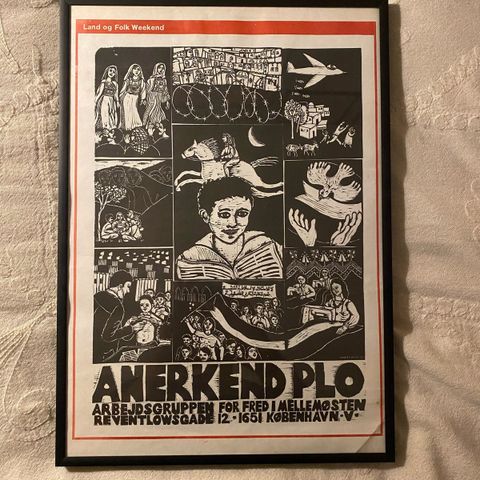 Land og Folk Weekend
ANERKEND PLO
ARBEJDSGRUPPEN FOR FRED I MELLEMØSTEN
REVENTLOWSGADE 12 - 1651 KØBENHAVN - V -